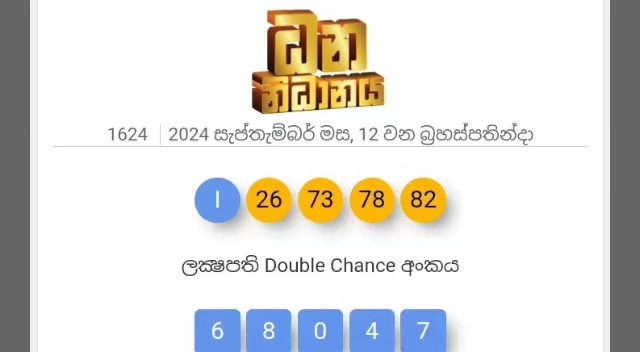 ධන
නිධානය
1624 2024 සැප්තැම්බර් මස, 12 වන බ්‍රහස්පතින්දා
I 26 73 78 82
ලක්‍ෂපති Double Chance අංකය
6 8 0 4 7